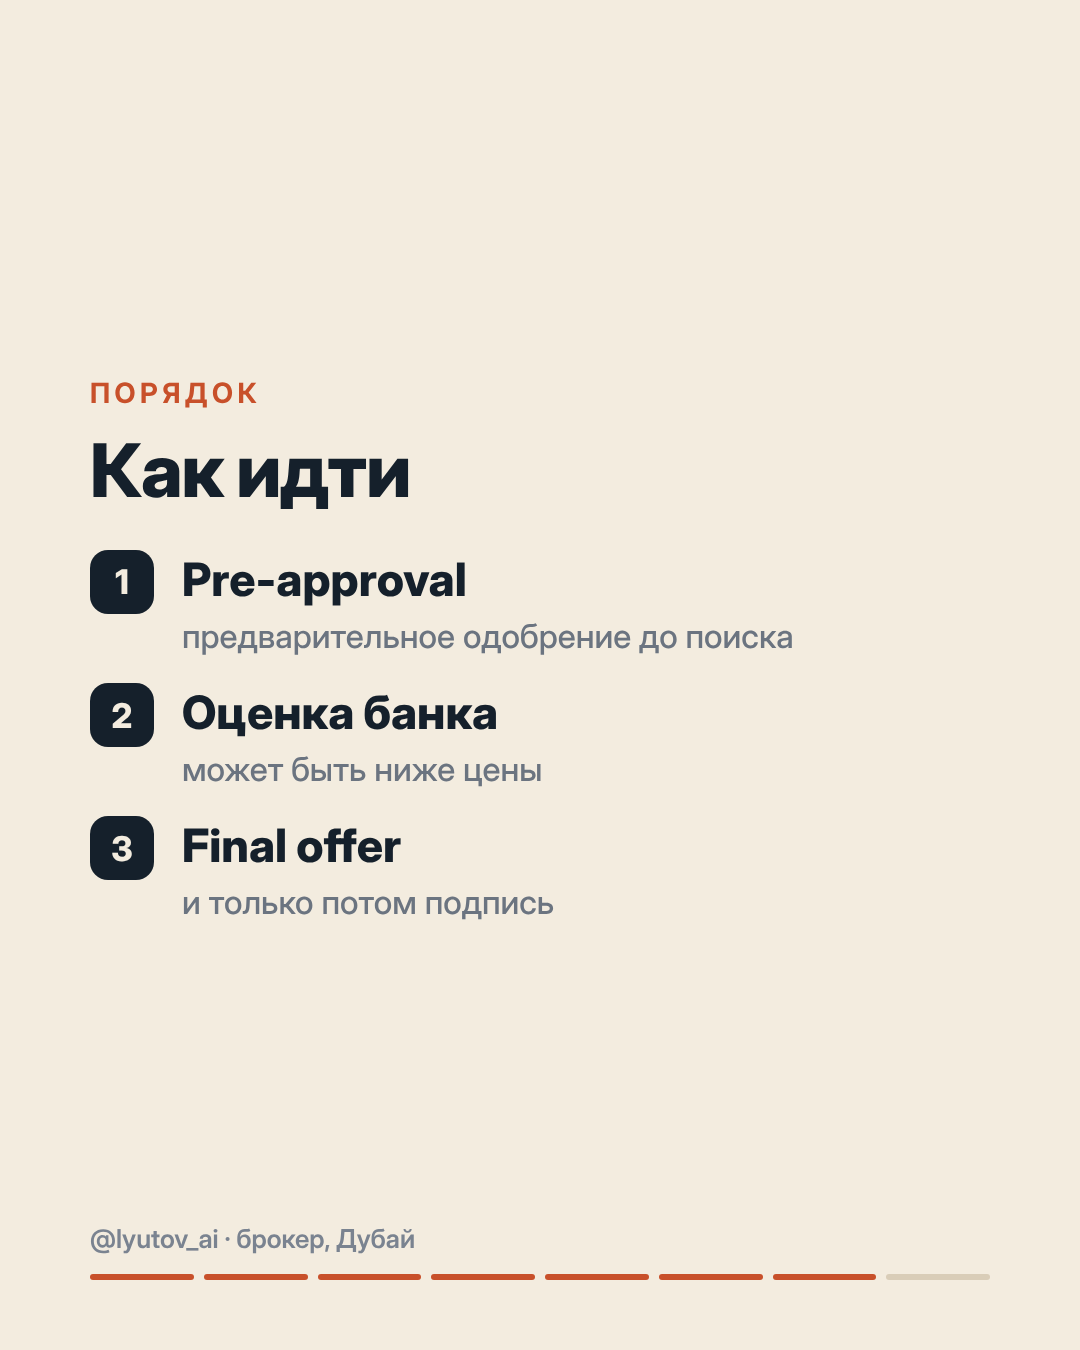 ПОРЯДОК
Как идти
1 Pre-approval
предварительное одобрение до поиска
2 Оценка банка
может быть ниже цены
3 Final offer
и только потом подпись
@lyutov_ai · брокер, Дубай